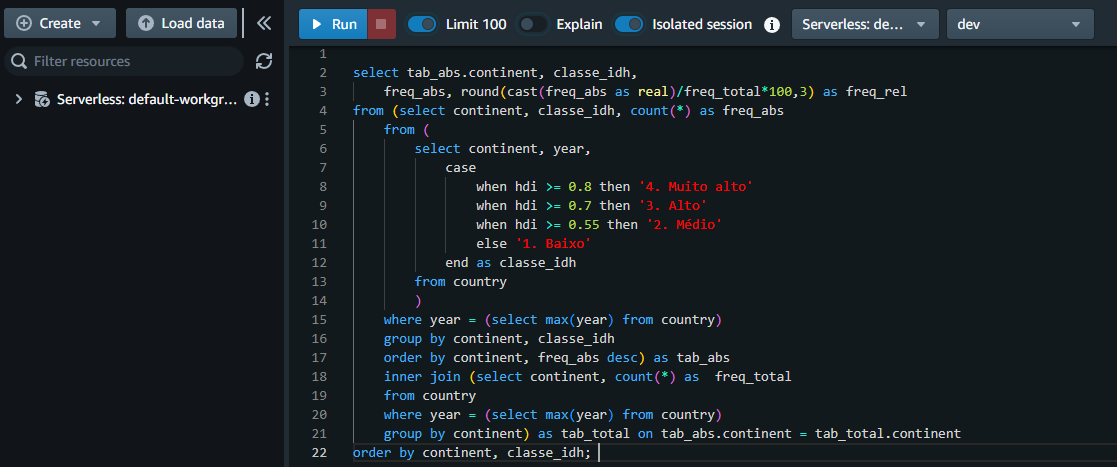 Create
Load data
Run
Limit 100
Explain
Isolated session
Serverless: de...
dev
Filter resources
Serverless: default-workgr...
1
2 select tab_abs.continent, classe_idh,
3 freq_abs, round(cast(freq_abs as real)/freq_total*100,3) as freq_rel
4 from (select continent, classe_idh, count(*) as freq_abs
5 from (
6 select continent, year,
7 case
8 when hdi >= 0.8 then '4. Muito alto'
9 when hdi >= 0.7 then '3. Alto'
10 when hdi >= 0.55 then '2. Médio'
11 else '1. Baixo'
12 end as classe_idh
13 from country
14 )
15 where year = (select max(year) from country)
16 group by continent, classe_idh
17 order by continent, freq_abs desc) as tab_abs
18 inner join (select continent, count(*) as  freq_total
19 from country
20 where year = (select max(year) from country)
21 group by continent) as tab_total on tab_abs.continent = tab_total.continent
22 order by continent, classe_idh;